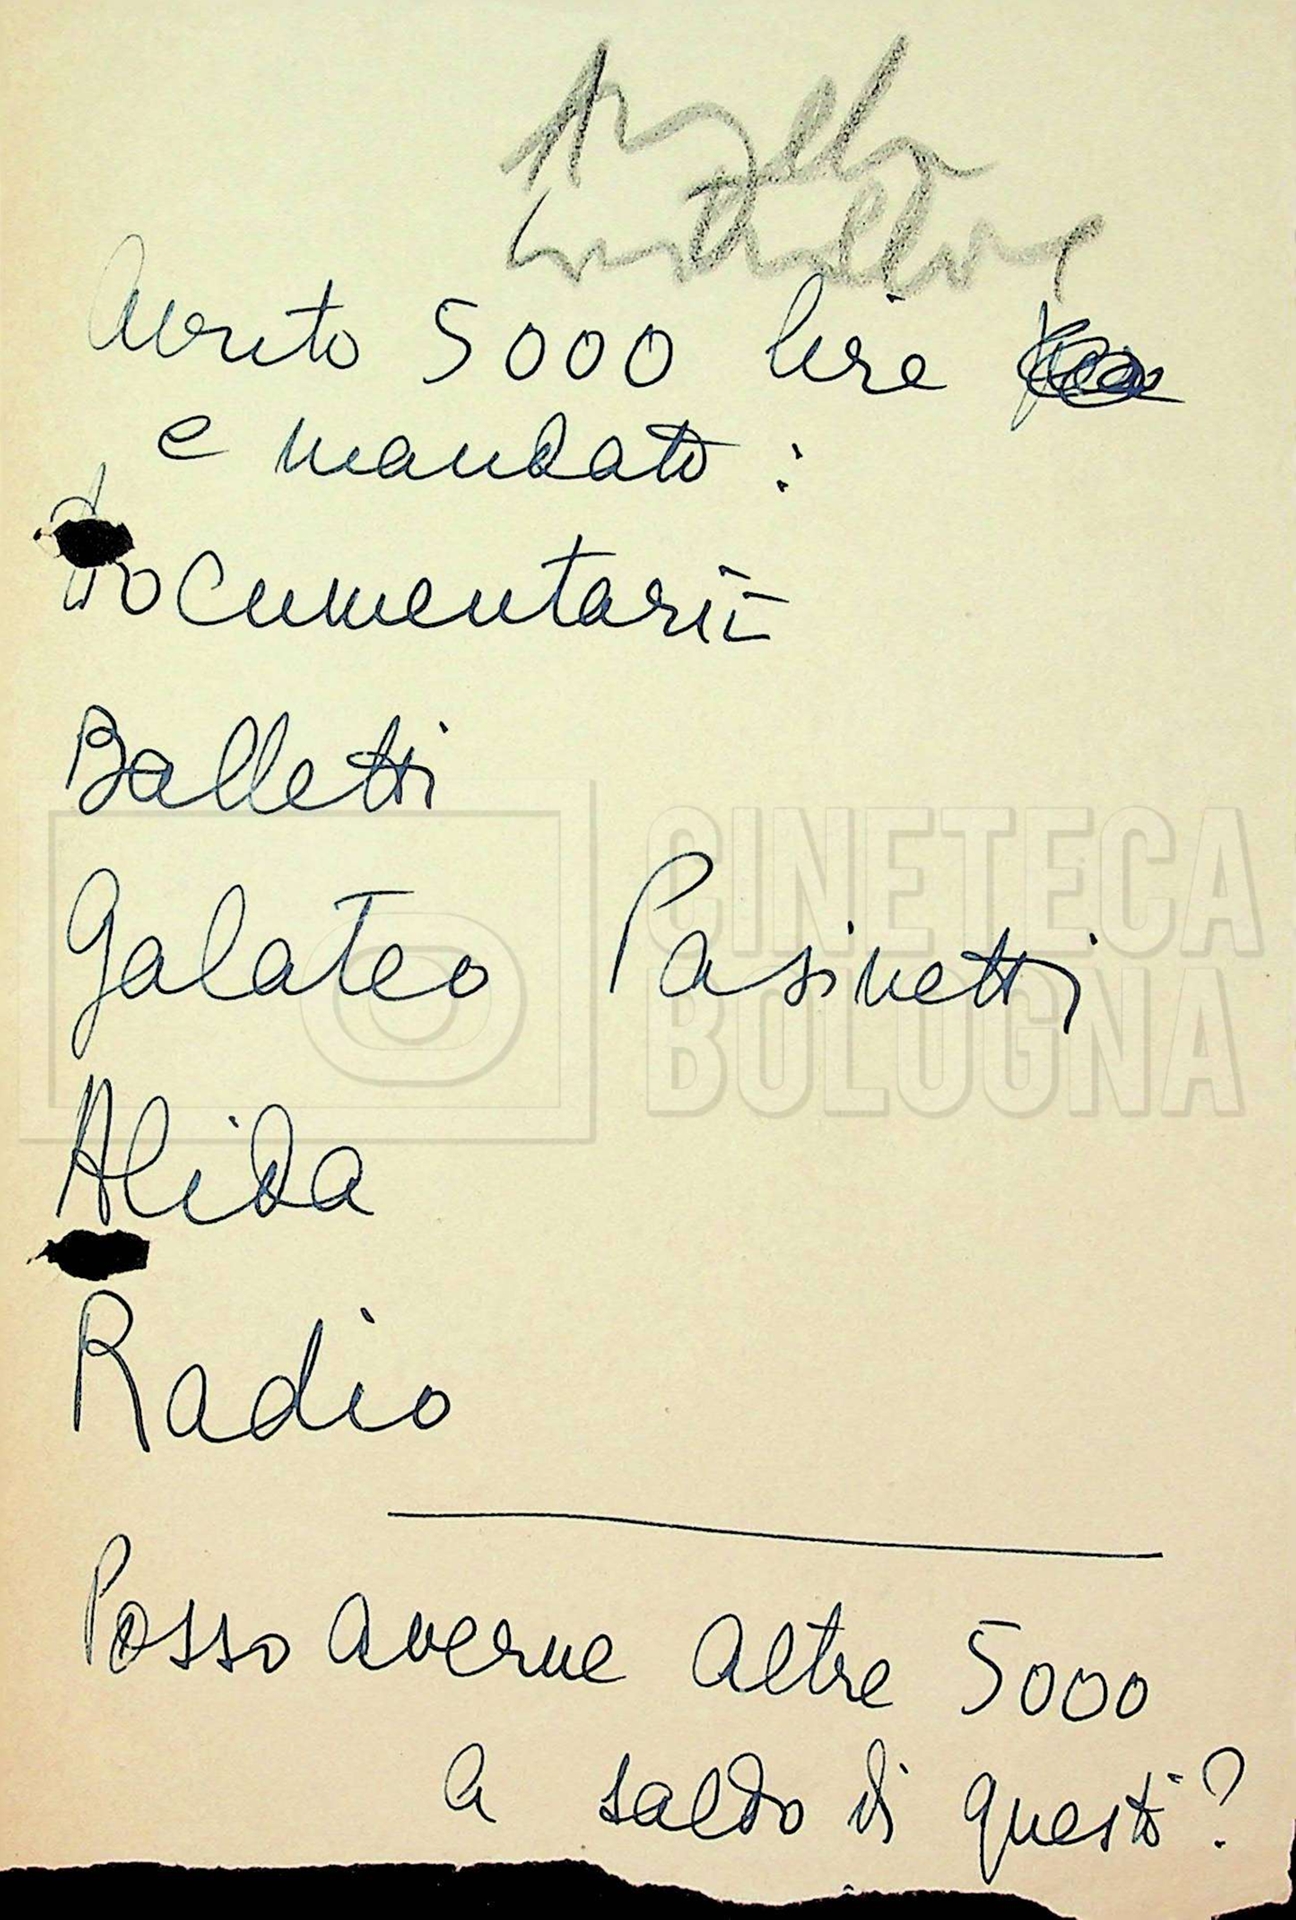 Avuto 5000 lire
e mandato :
documentari
Balletti
Galateo Pasinetti
Alida
Radio
Posso averne altre 5000
a saldo di questi?
CINETECA
BOLOGNA